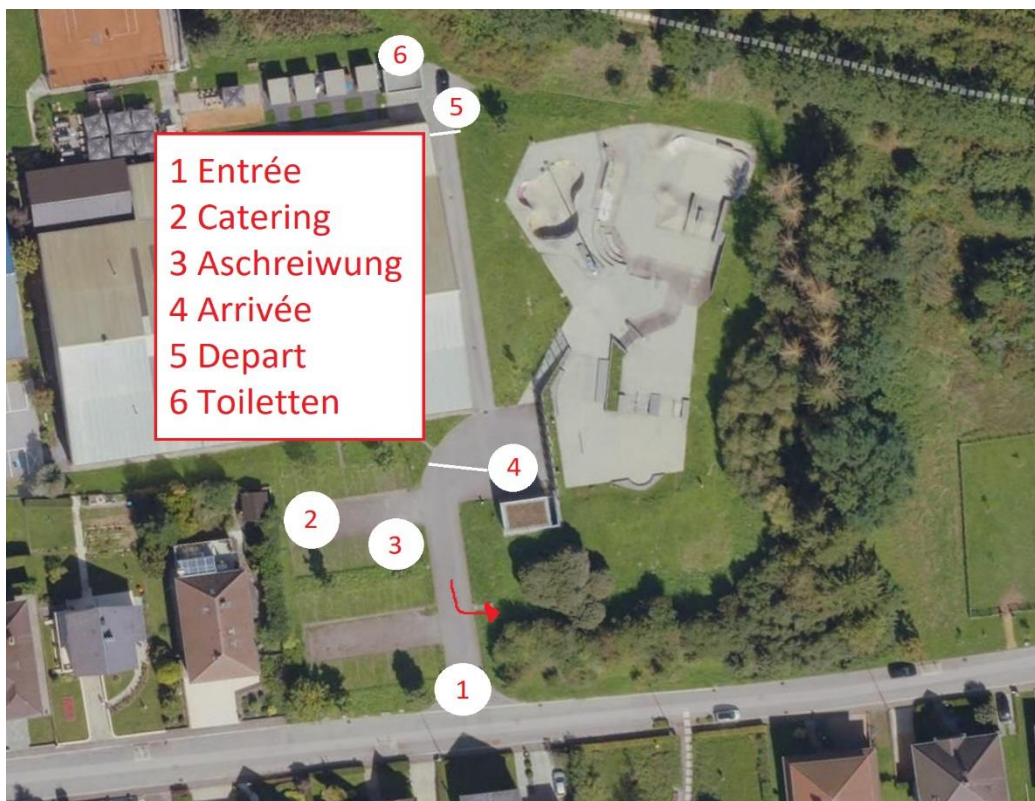 6
5
1 Entrée
2 Catering
3 Aschreiwung
4 Arrivée
5 Depart
6 Toiletten
4
2
3
1